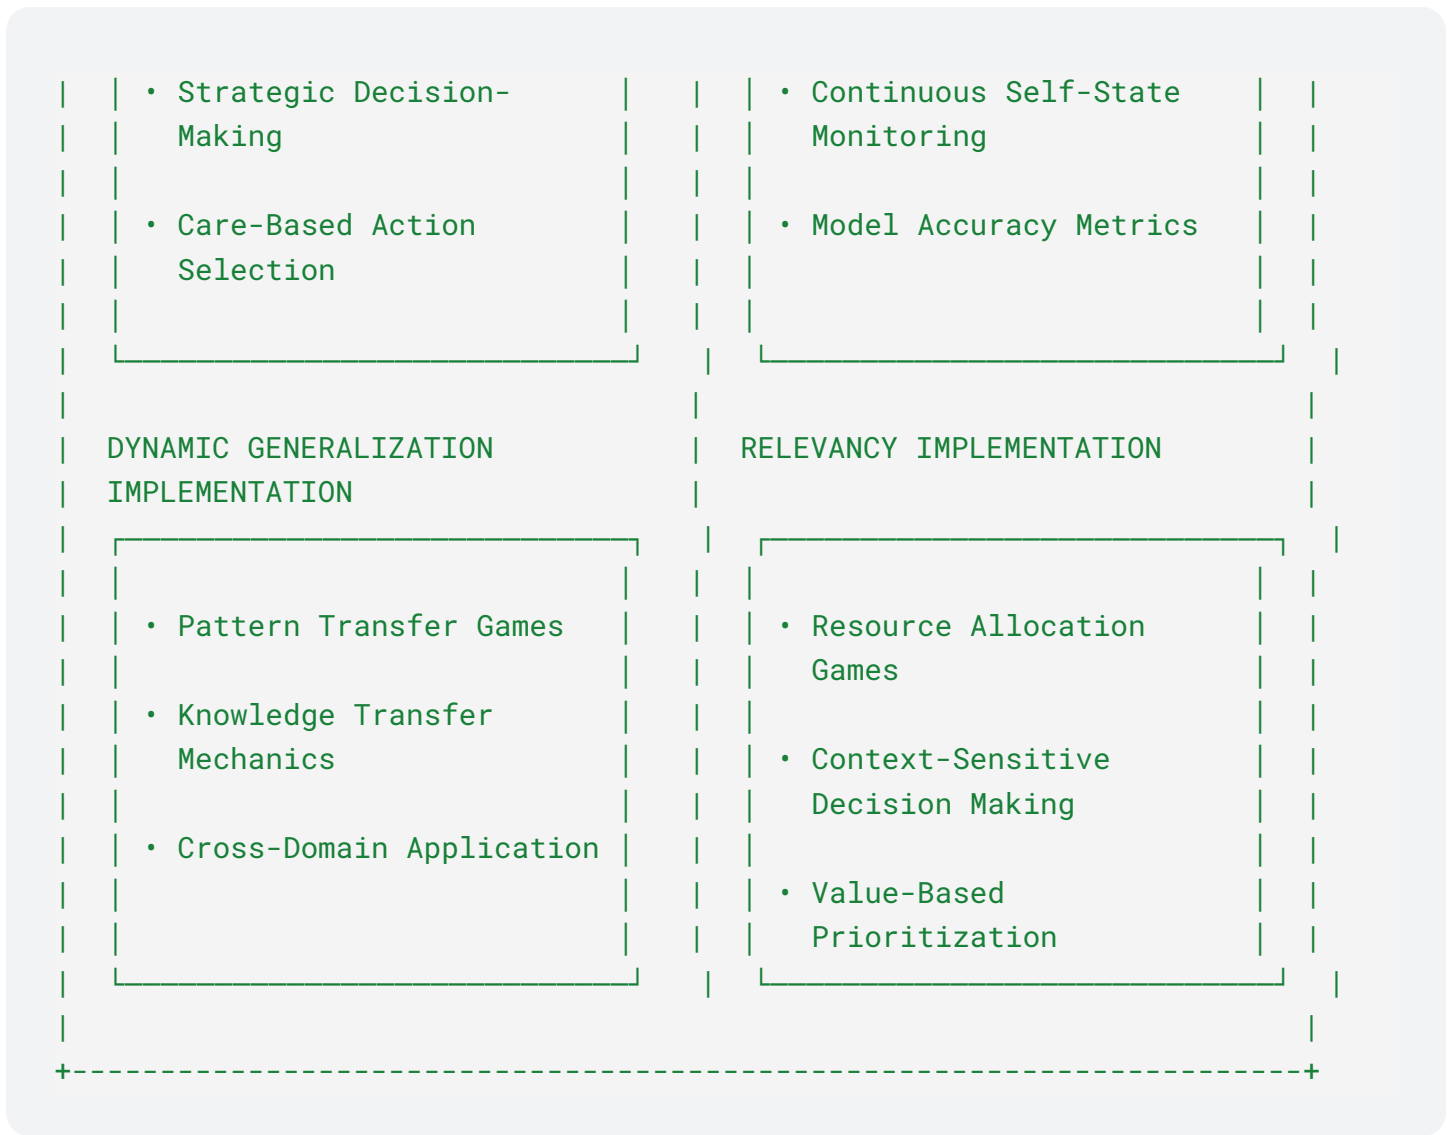 • Strategic Decision-
Making
• Care-Based Action
Selection
• Continuous Self-State
Monitoring
• Model Accuracy Metrics
DYNAMIC GENERALIZATION
IMPLEMENTATION
• Pattern Transfer Games
• Knowledge Transfer
Mechanics
• Cross-Domain Application
RELEVANCY IMPLEMENTATION
• Resource Allocation
Games
• Context-Sensitive
Decision Making
• Value-Based
Prioritization